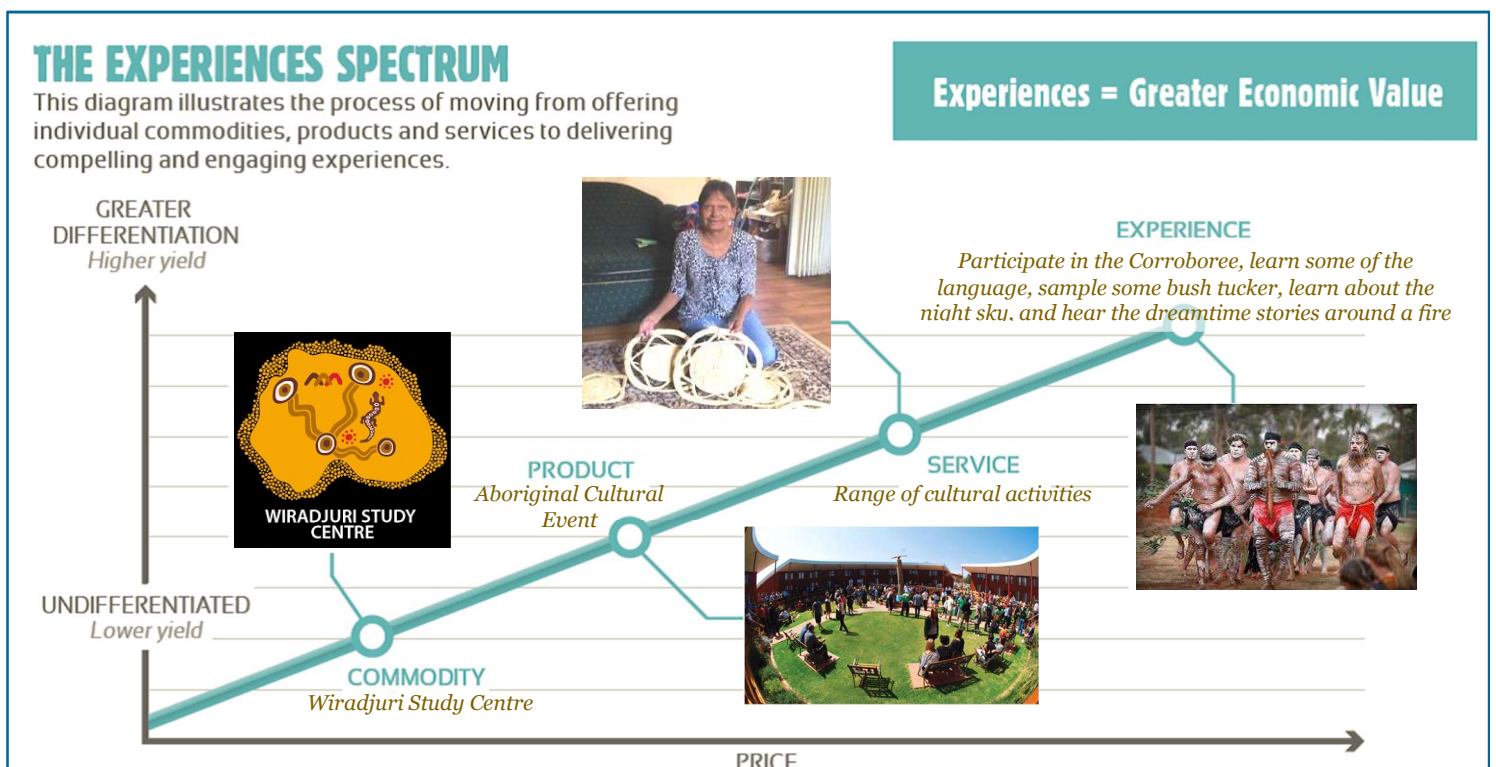 THE EXPERIENCES SPECTRUM
This diagram illustrates the process of moving from offering
individual commodities, products and services to delivering
compelling and engaging experiences.
Experiences = Greater Economic Value
GREATER
DIFFERENTIATION
Higher yield
EXPERIENCE
Participate in the Corroboree, learn some of the
language, sample some bush tucker, learn about the
night sky, and hear the dreamtime stories around a fire
WIRADJURI STUDY
CENTRE
PRODUCT
Aboriginal Cultural
Event
SERVICE
Range of cultural activities
UNDIFFERENTIATED
Lower yield
COMMODITY
Wiradjuri Study Centre
PRICE